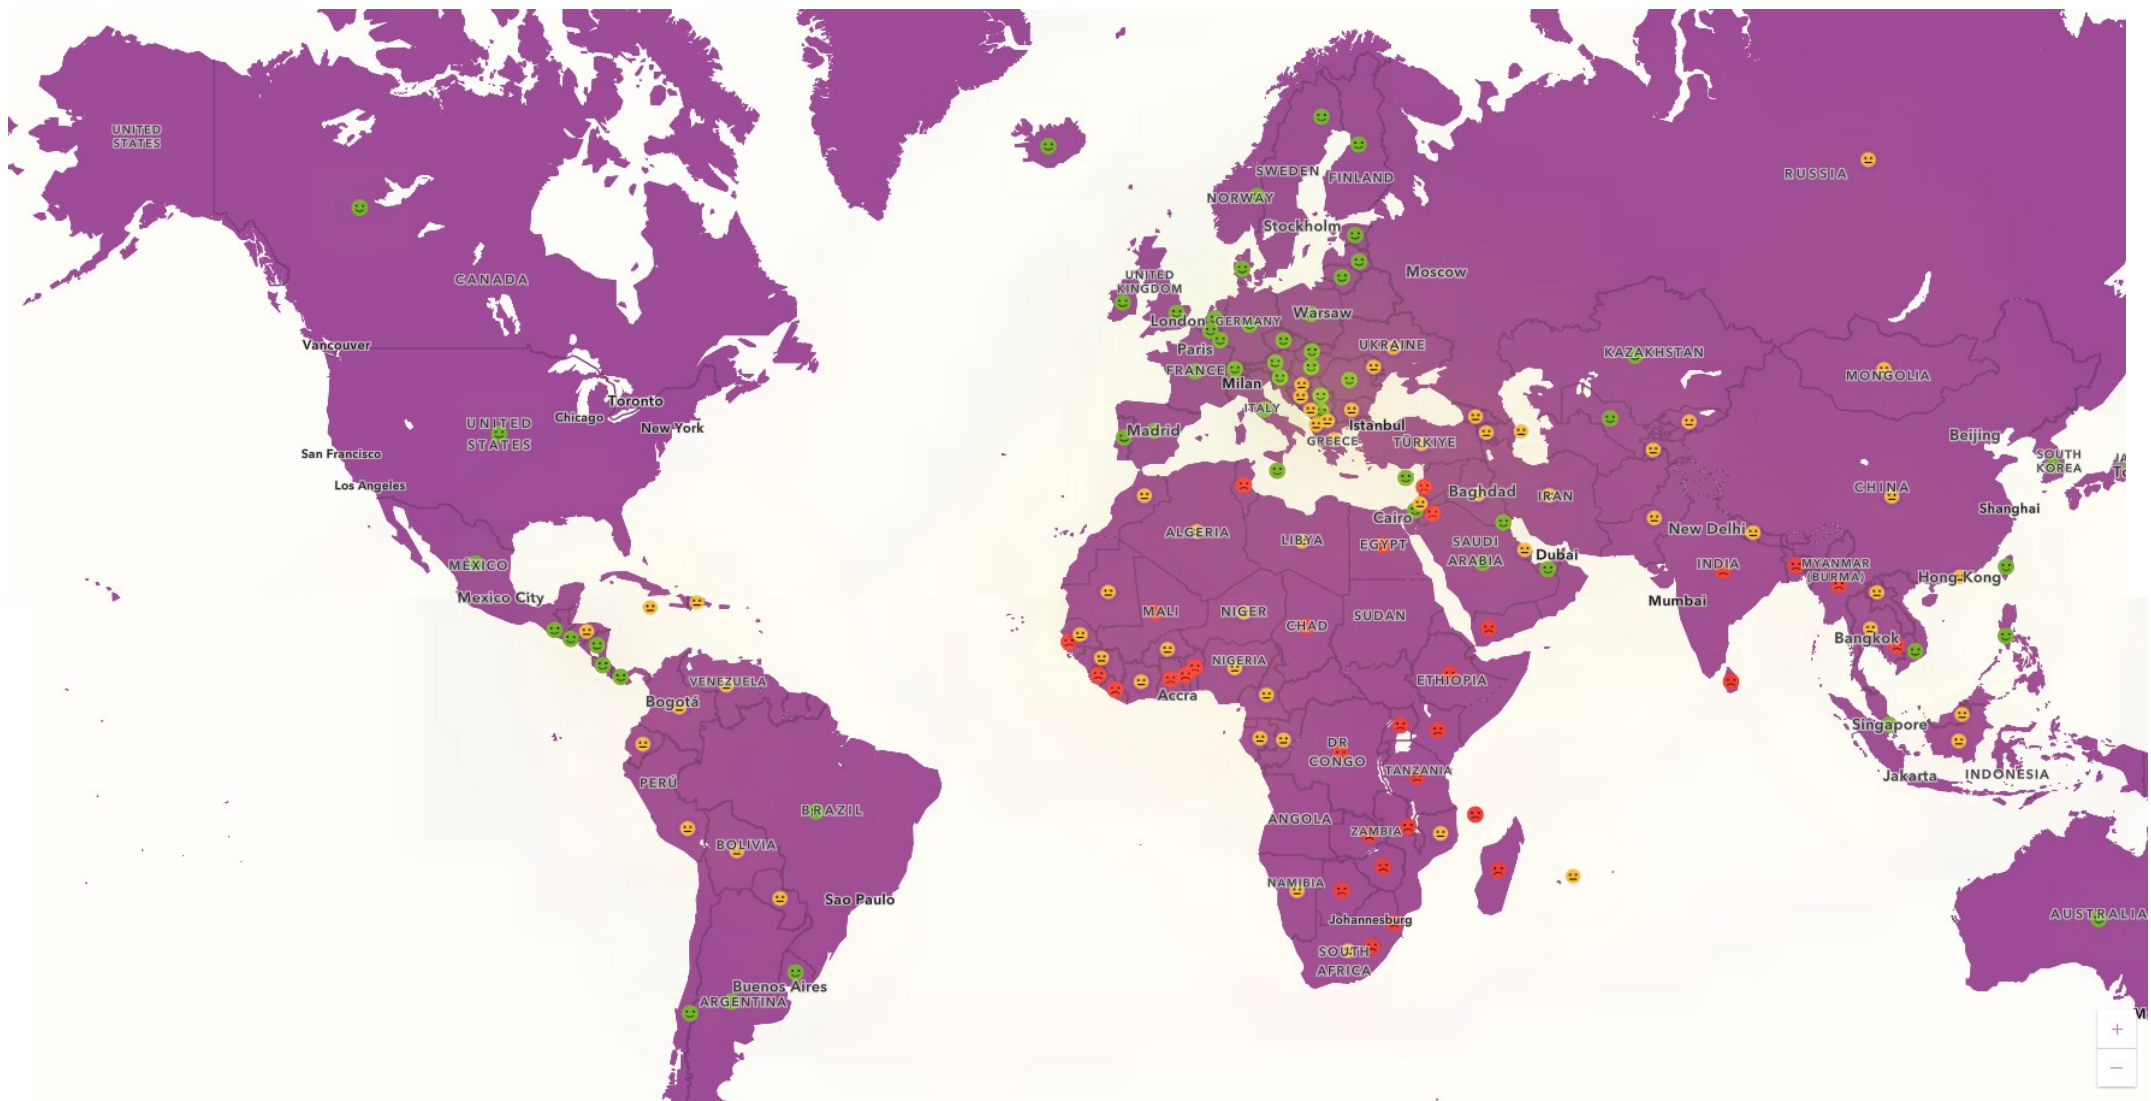 UNITED
STATES
RUSSIA
SWEDEN
FINLAND
NORWAY
Stockholm
CANADA
UNITED
KINGDOM
Moscow
London
GERMANY
Warsaw
Vancouver
Paris
UKRAINE
KAZAKHSTAN
FRANCE
Milan
MONGOLIA
Toronto
Chicago
ITALY
New York
UNITED
STATES
Madrid
Istanbul
GREECE
TÜRKIYE
Beijing
San Francisco
SOUTH
KOREA
JA
To
Los Angeles
Baghdad
IRAN
CHINA
Shanghai
Cairo
New Delhi
ALGERIA
LIBYA
EGYPT
SAUDI
ARABIA
Dubai
INDIA
MYANMAR
(BURMA)
Hong Kong
MÉXICO
Mexico City
Mumbai
MALI
NIGER
CHAD
SUDAN
Bangkok
NIGERIA
VENEZUELA
ETHIOPIA
Accra
Bogotá
Singapore
DR
CONGO
TANZANIA
Jakarta
INDONESIA
PERÚ
BRAZIL
ANGOLA
ZAMBIA
BOLIVIA
NAMIBIA
Sao Paulo
Johannesburg
AUSTRALIA
SOUTH
AFRICA
Buenos Aires
ARGENTINA
M
+
−